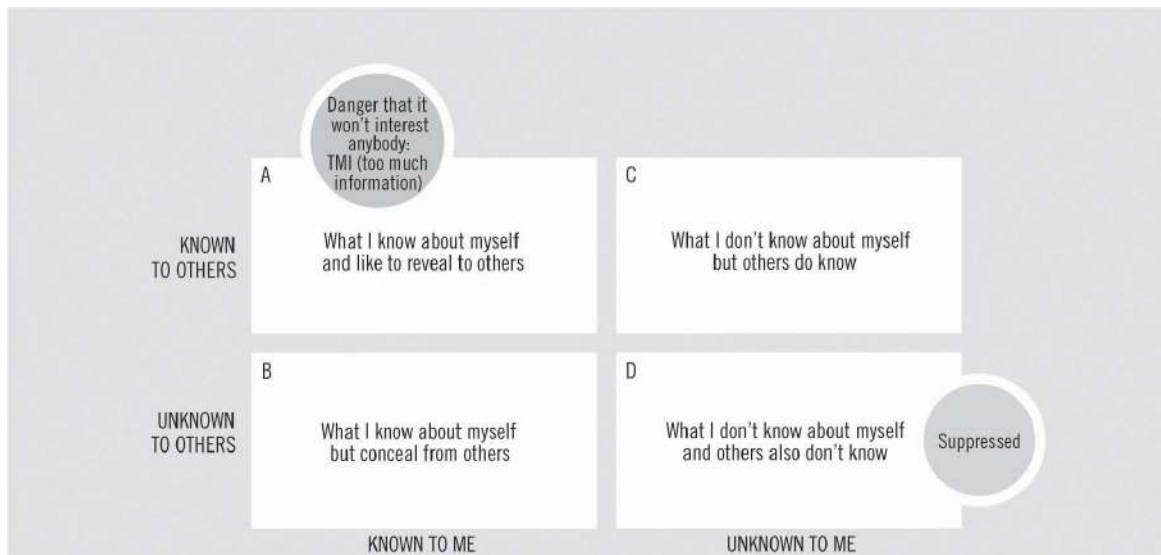 Danger that it
won't interest
anybody:
TMI (too much
information)
A
What I know about myself
and like to reveal to others
C
What I don't know about myself
but others do know
KNOWN
TO OTHERS
B
What I know about myself
but conceal from others
D
What I don't know about myself
and others also don't know
Suppressed
UNKNOWN
TO OTHERS
KNOWN TO ME
UNKNOWN TO ME